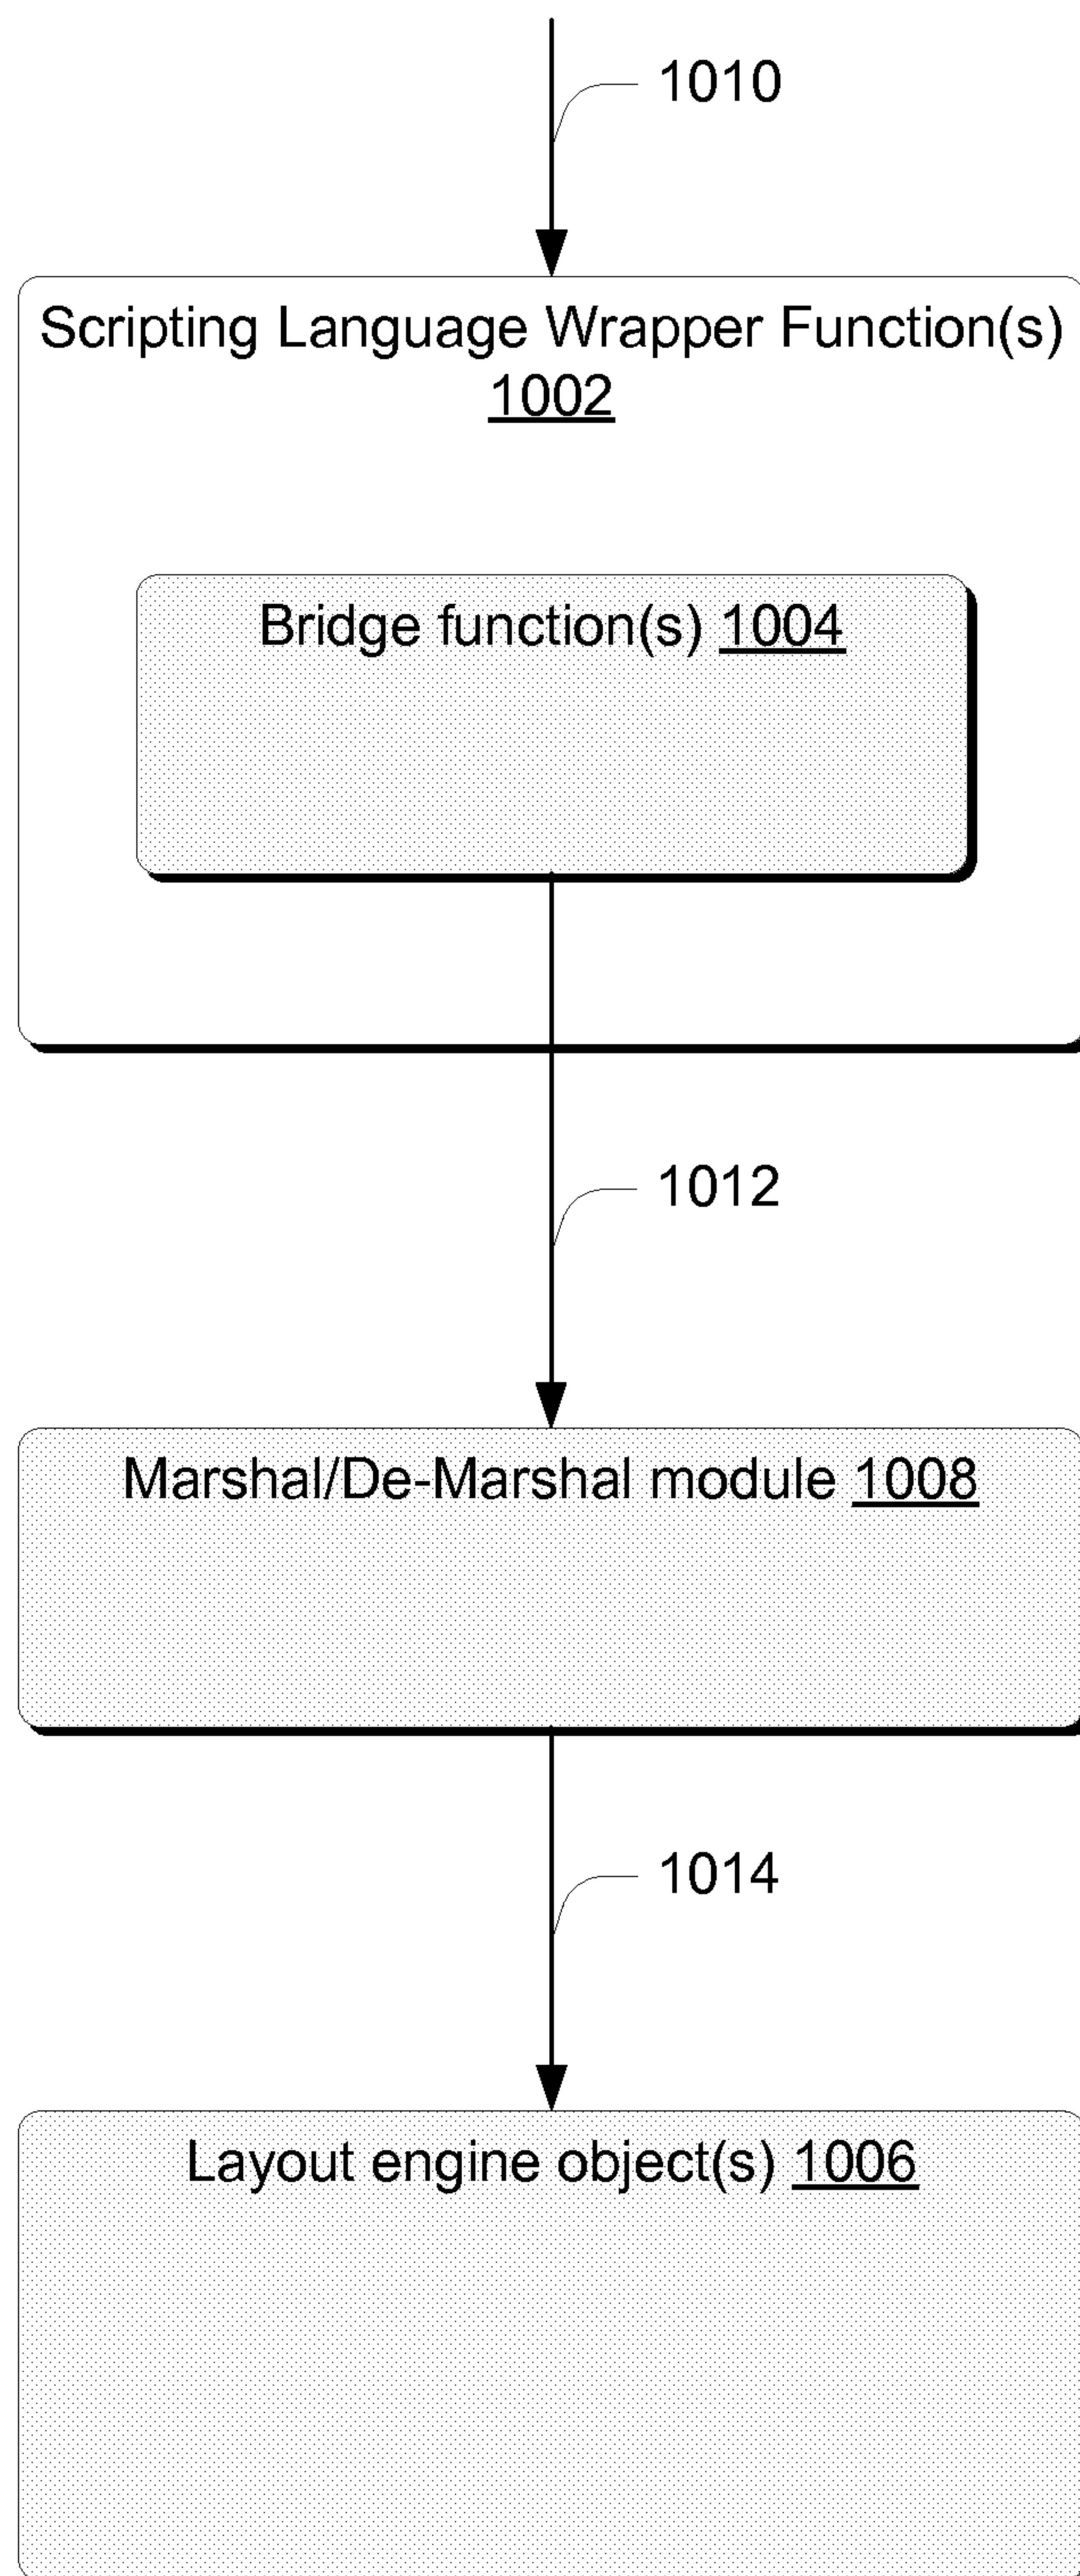 1010
Scripting Language Wrapper Function(s)
1002
Bridge function(s) 1004
1012
Marshal/De-Marshal module 1008
1014
Layout engine object(s) 1006